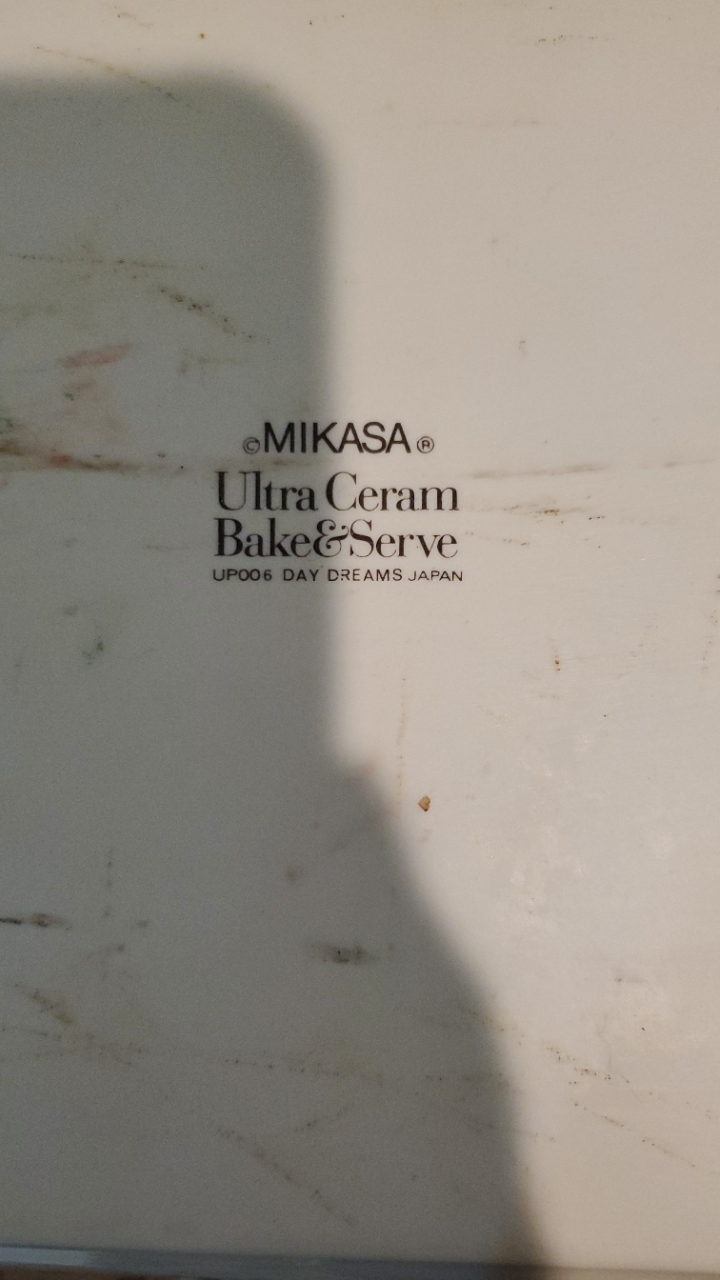 ©MIKASA®
Ultra Ceram
Bake&Serve
UP006 DAY DREAMS JAPAN